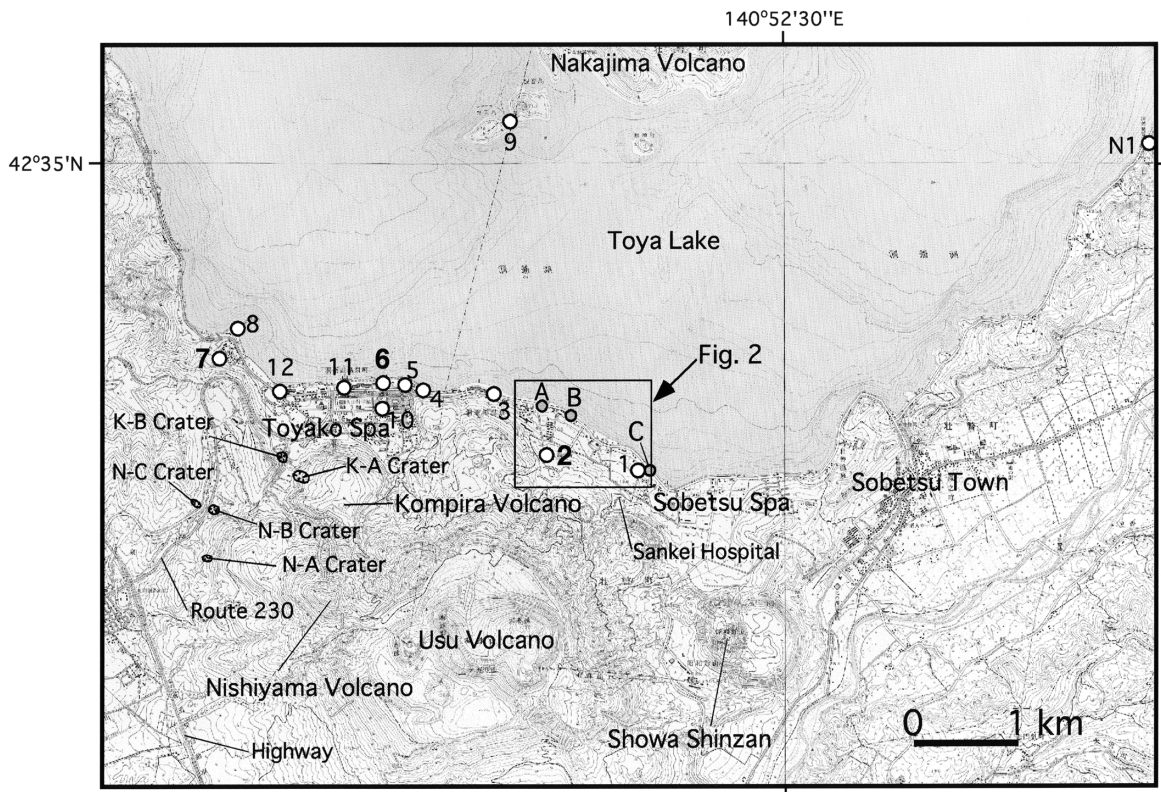 140°52'30''E
Nakajima Volcano
9
42°35'N
N1
Toya Lake
8
7
Fig. 2
12
11
6
5
4
3
A
B
C
10
Toyako Spa
K-B Crater
2
1
K-A Crater
N-C Crater
Kompira Volcano
Sobetsu Spa
Sobetsu Town
N-B Crater
Sankei Hospital
N-A Crater
Route 230
Usu Volcano
Nishiyama Volcano
Showa Shinzan
0 1 km
Highway